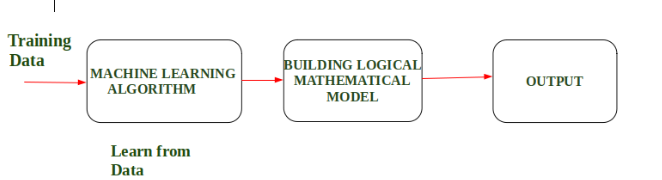 Training
Data
MACHINE LEARNING
ALGORITHM
BUILDING LOGICAL
MATHEMATICAL
MODEL
OUTPUT
Learn from
Data